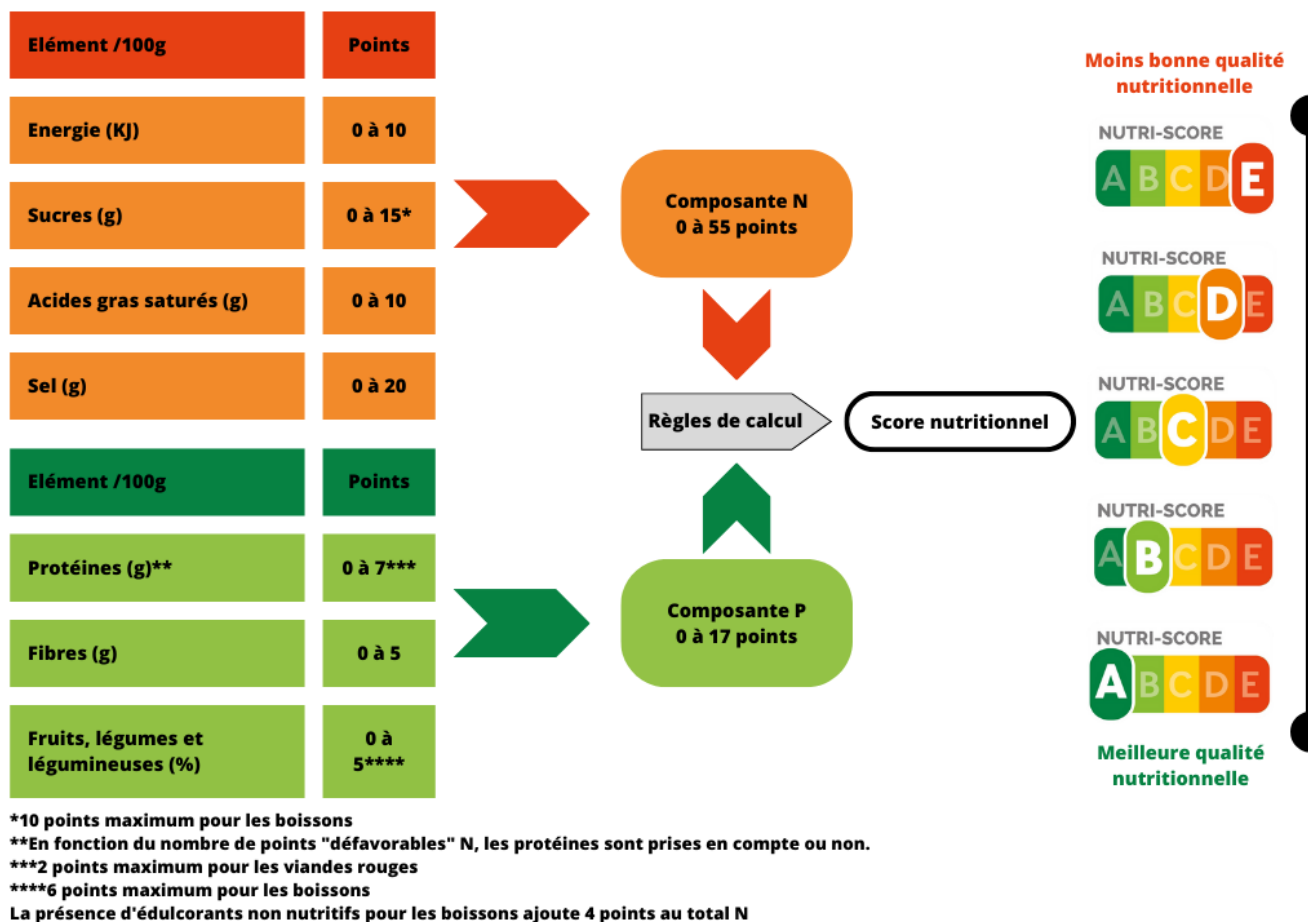 Elément /100g
Points
Energie (KJ)
0 à 10
Sucres (g)
0 à 15*
Acides gras saturés (g)
0 à 10
Sel (g)
0 à 20
Elément /100g
Points
Protéines (g)**
0 à 7***
Fibres (g)
0 à 5
Fruits, légumes et
légumineuses (%)
0 à
5****
Composante N
0 à 55 points
Règles de calcul
Score nutritionnel
Composante P
0 à 17 points
Moins bonne qualité
nutritionnelle
NUTRI-SCORE
A B C D E
NUTRI-SCORE
A B C D E
NUTRI-SCORE
A B C D E
NUTRI-SCORE
A B C D E
NUTRI-SCORE
A B C D E
Meilleure qualité
nutritionnelle
*10 points maximum pour les boissons
**En fonction du nombre de points "défavorables" N, les protéines sont prises en compte ou non.
***2 points maximum pour les viandes rouges
****6 points maximum pour les boissons
La présence d'édulcorants non nutritifs pour les boissons ajoute 4 points au total N